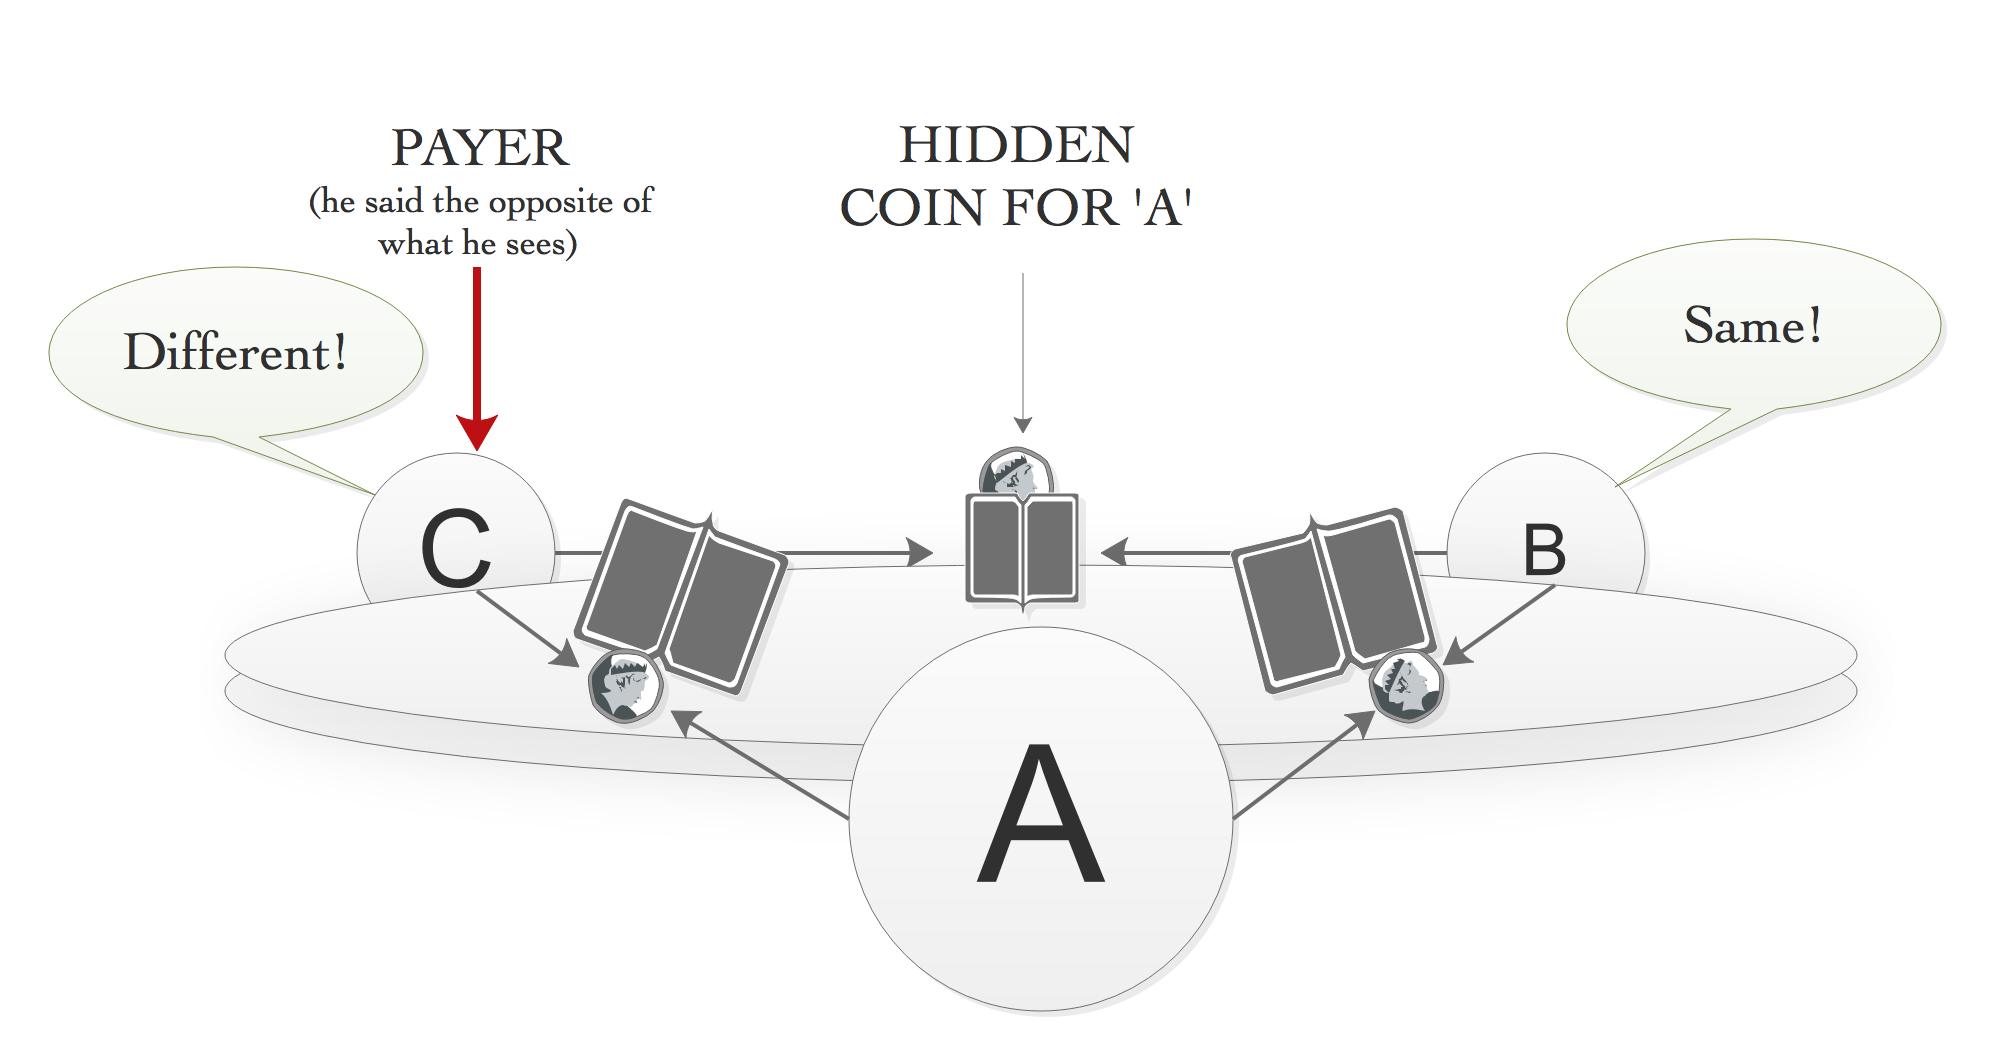 PAYER
(he said the opposite of
what he sees)
HIDDEN
COIN FOR 'A'
Different!
Same!
C
B
A